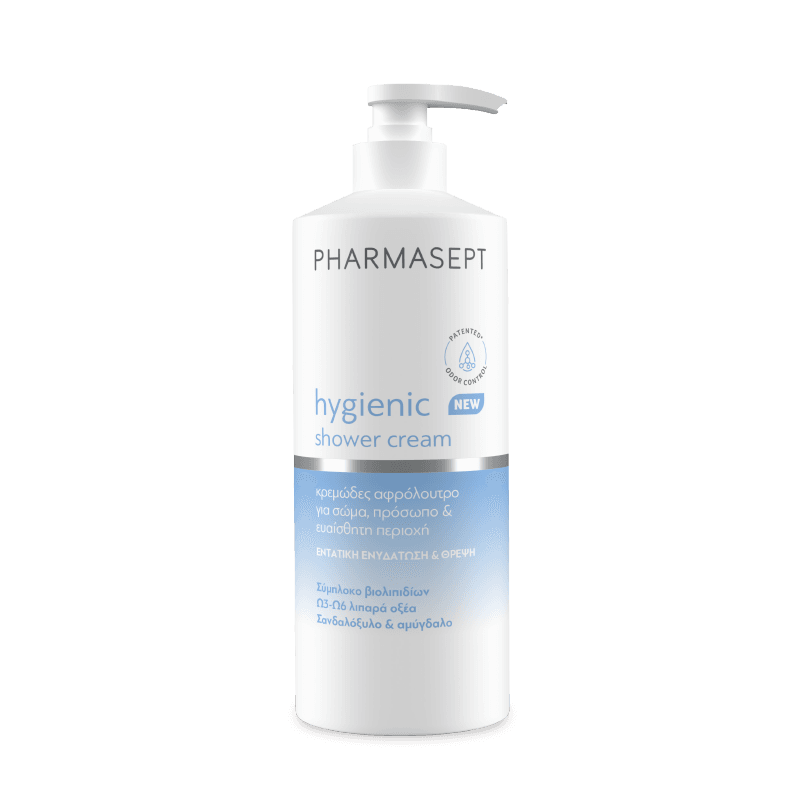 PHARMASEPT
PATENTED*
ODOR CONTROL
hygienic
NEW
shower cream
κρεμώδες αφρόλουτρο
για σώμα, πρόσωπο &
ευαίσθητη περιοχή
ΕΝΤΑΤΙΚΗ ΕΝΥΔΑΤΩΣΗ & ΘΡΕΨΗ
Σύμπλοκο βιολιπιδίων
Ω3-Ω6 λιπαρά οξέα
Σανδαλόξυλο & αμύγδαλο